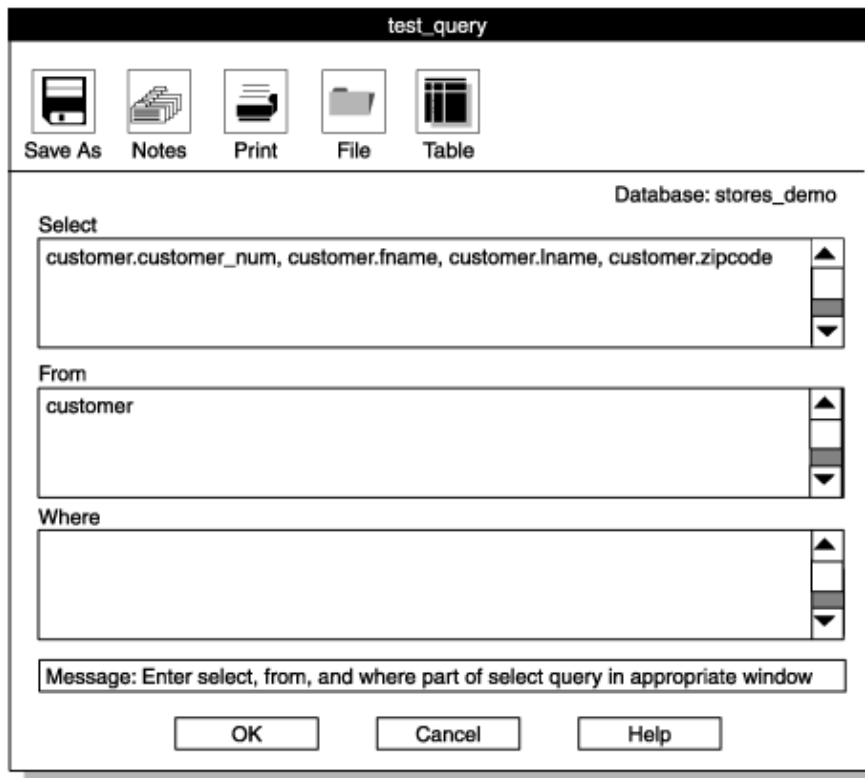 test_query
Save As Notes Print File Table
Database: stores_demo
Select
customer.customer_num, customer.fname, customer.lname, customer.zipcode
From
customer
Where
Message: Enter select, from, and where part of select query in appropriate window
OK Cancel Help